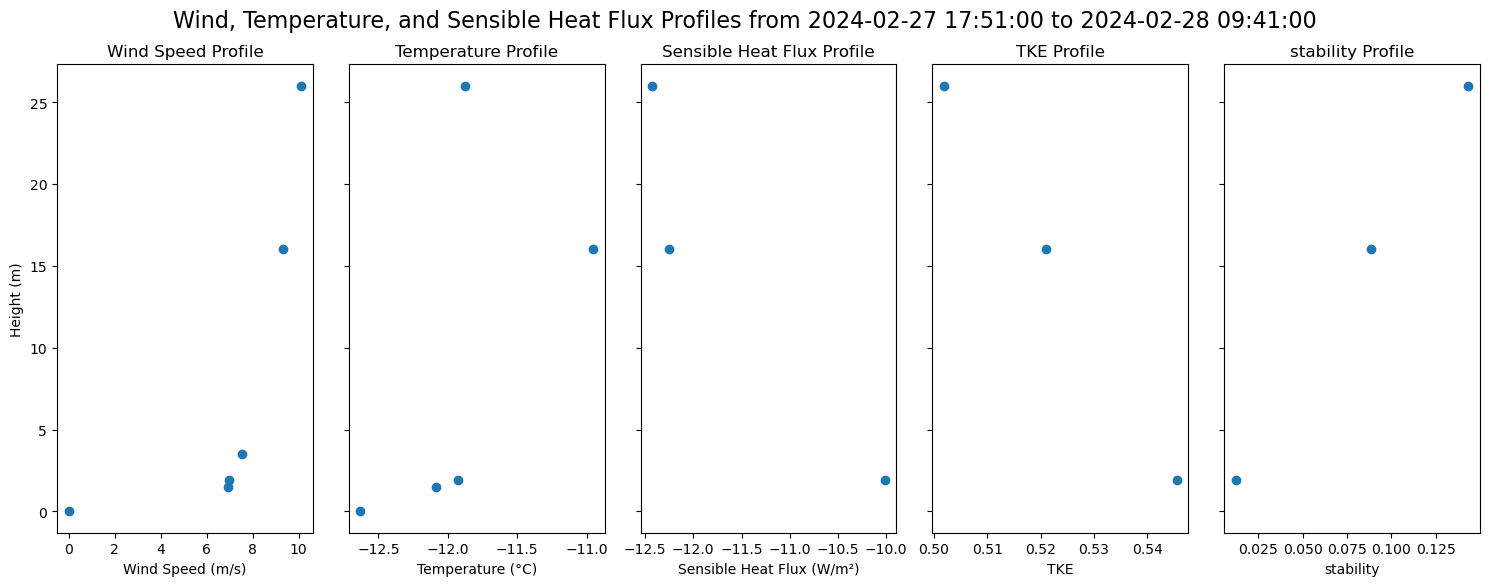 Wind, Temperature, and Sensible Heat Flux Profiles from 2024-02-27 17:51:00 to 2024-02-28 09:41:00
Wind Speed Profile
Temperature Profile
Sensible Heat Flux Profile
TKE Profile
stability Profile
25
20
15
10
5
0
Height (m)
0 2 4 6 8 10
−12.5 −12.0 −11.5 −11.0
−12.5 −12.0 −11.5 −11.0 −10.5 −10.0
0.50 0.51 0.52 0.53 0.54
0.025 0.050 0.075 0.100 0.125
Wind Speed (m/s)
Temperature (°C)
Sensible Heat Flux (W/m²)
TKE
stability